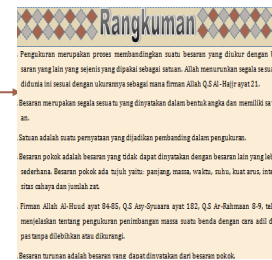 Rangkuman
Pengukuran merupakan proses membandingkan suatu besaran yang diukur dengan
saran yang lain yang sejenis yang dipakai sebagai satuan. Allah menurunkan segala sesua
didunia ini sesuai dengan ukurannya sebagai mana firman Allah Q.S Al-Hajjr ayat 21.
Besaran merupakan segala sesuatu yang dinyatakan dalam bentuk angka dan memiliki sa
an.
Satuan adalah suatu pernyataan yang dijadikan pembanding dalam pengukuran.
Besaran pokok adalah besaran yang tidak dapat dinyatakan dengan besaran lain yang leb
sederhana. Besaran pokok ada tujuh yaitu: panjang, massa, waktu, suhu, kuat arus, inte
sitas cahaya dan jumlah zat.
Firman Allah Al-Huud ayat 84-85, Q.S Asy-Syuaara ayat 182, Q.S Ar-Rahmaan 8-9, tel
menjelaskan tentang pengukuran penimbangan massa suatu benda dengan cara adil d
pas tanpa dilebihkan atau dikurangi.
Besaran turunan adalah besaran yang dapat dinyatakan dari besaran pokok.